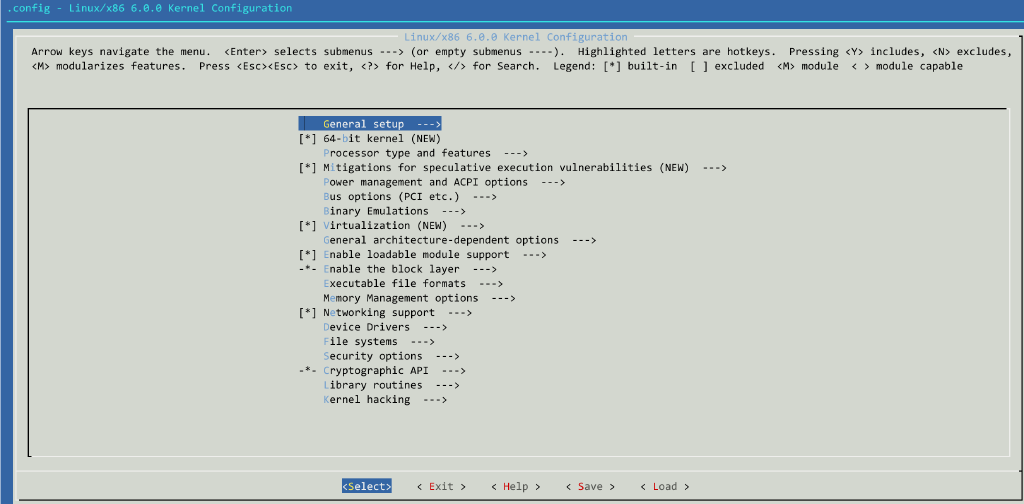 .config - Linux/x86 6.0.0 Kernel Configuration
Linux/x86 6.0.0 Kernel Configuration
Arrow keys navigate the menu.  <Enter> selects submenus ---> (or empty submenus ----).  Highlighted letters are hotkeys.  Pressing <Y> includes, <N> excludes,
<M> modularizes features.  Press <Esc><Esc> to exit, <?> for Help, </> for Search.  Legend: [*] built-in  [ ] excluded  <M> module  < > module capable
General setup  --->
[*] 64-bit kernel (NEW)
Processor type and features  --->
[*] Mitigations for speculative execution vulnerabilities (NEW)  --->
Power management and ACPI options  --->
Bus options (PCI etc.)  --->
Binary Emulations  --->
[*] Virtualization (NEW)  --->
General architecture-dependent options  --->
[*] Enable loadable module support  --->
-*- Enable the block layer  --->
Executable file formats  --->
Memory Management options  --->
[*] Networking support  --->
Device Drivers  --->
File systems  --->
Security options  --->
-*- Cryptographic API  --->
Library routines  --->
Kernel hacking  --->
<Select>    < Exit >    < Help >    < Save >    < Load >